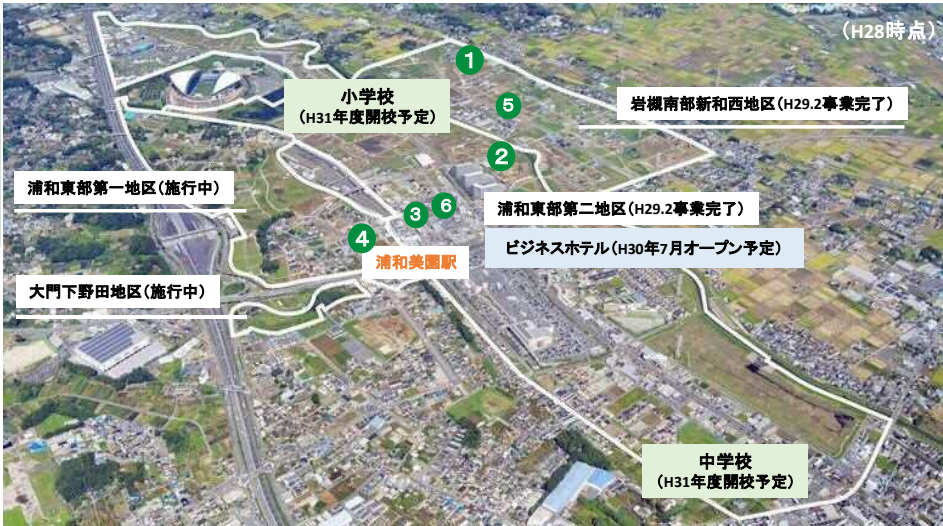 （H28時点）
1
岩槻南部新和西地区（H29.2事業完了）
小学校
（H31年度開校予定）
5
2
浦和東部第一地区（施行中）
6
3
浦和東部第二地区（H29.2事業完了）
4
ビジネスホテル（H30年7月オープン予定）
浦和美園駅
大門下野田地区（施行中）
中学校
（H31年度開校予定）